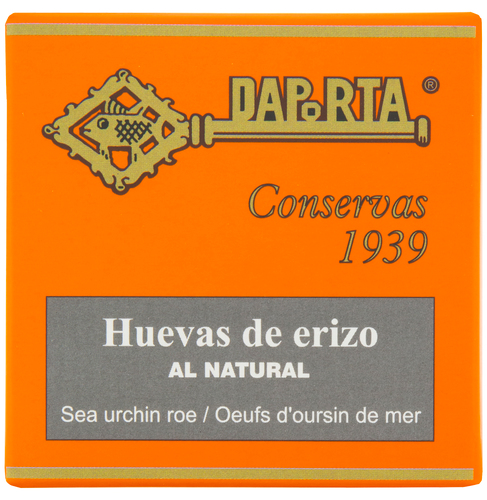 DAPoRTA ®
Conservas
1939
Huevas de erizo
AL NATURAL
Sea urchin roe / Oeufs d'oursin de mer